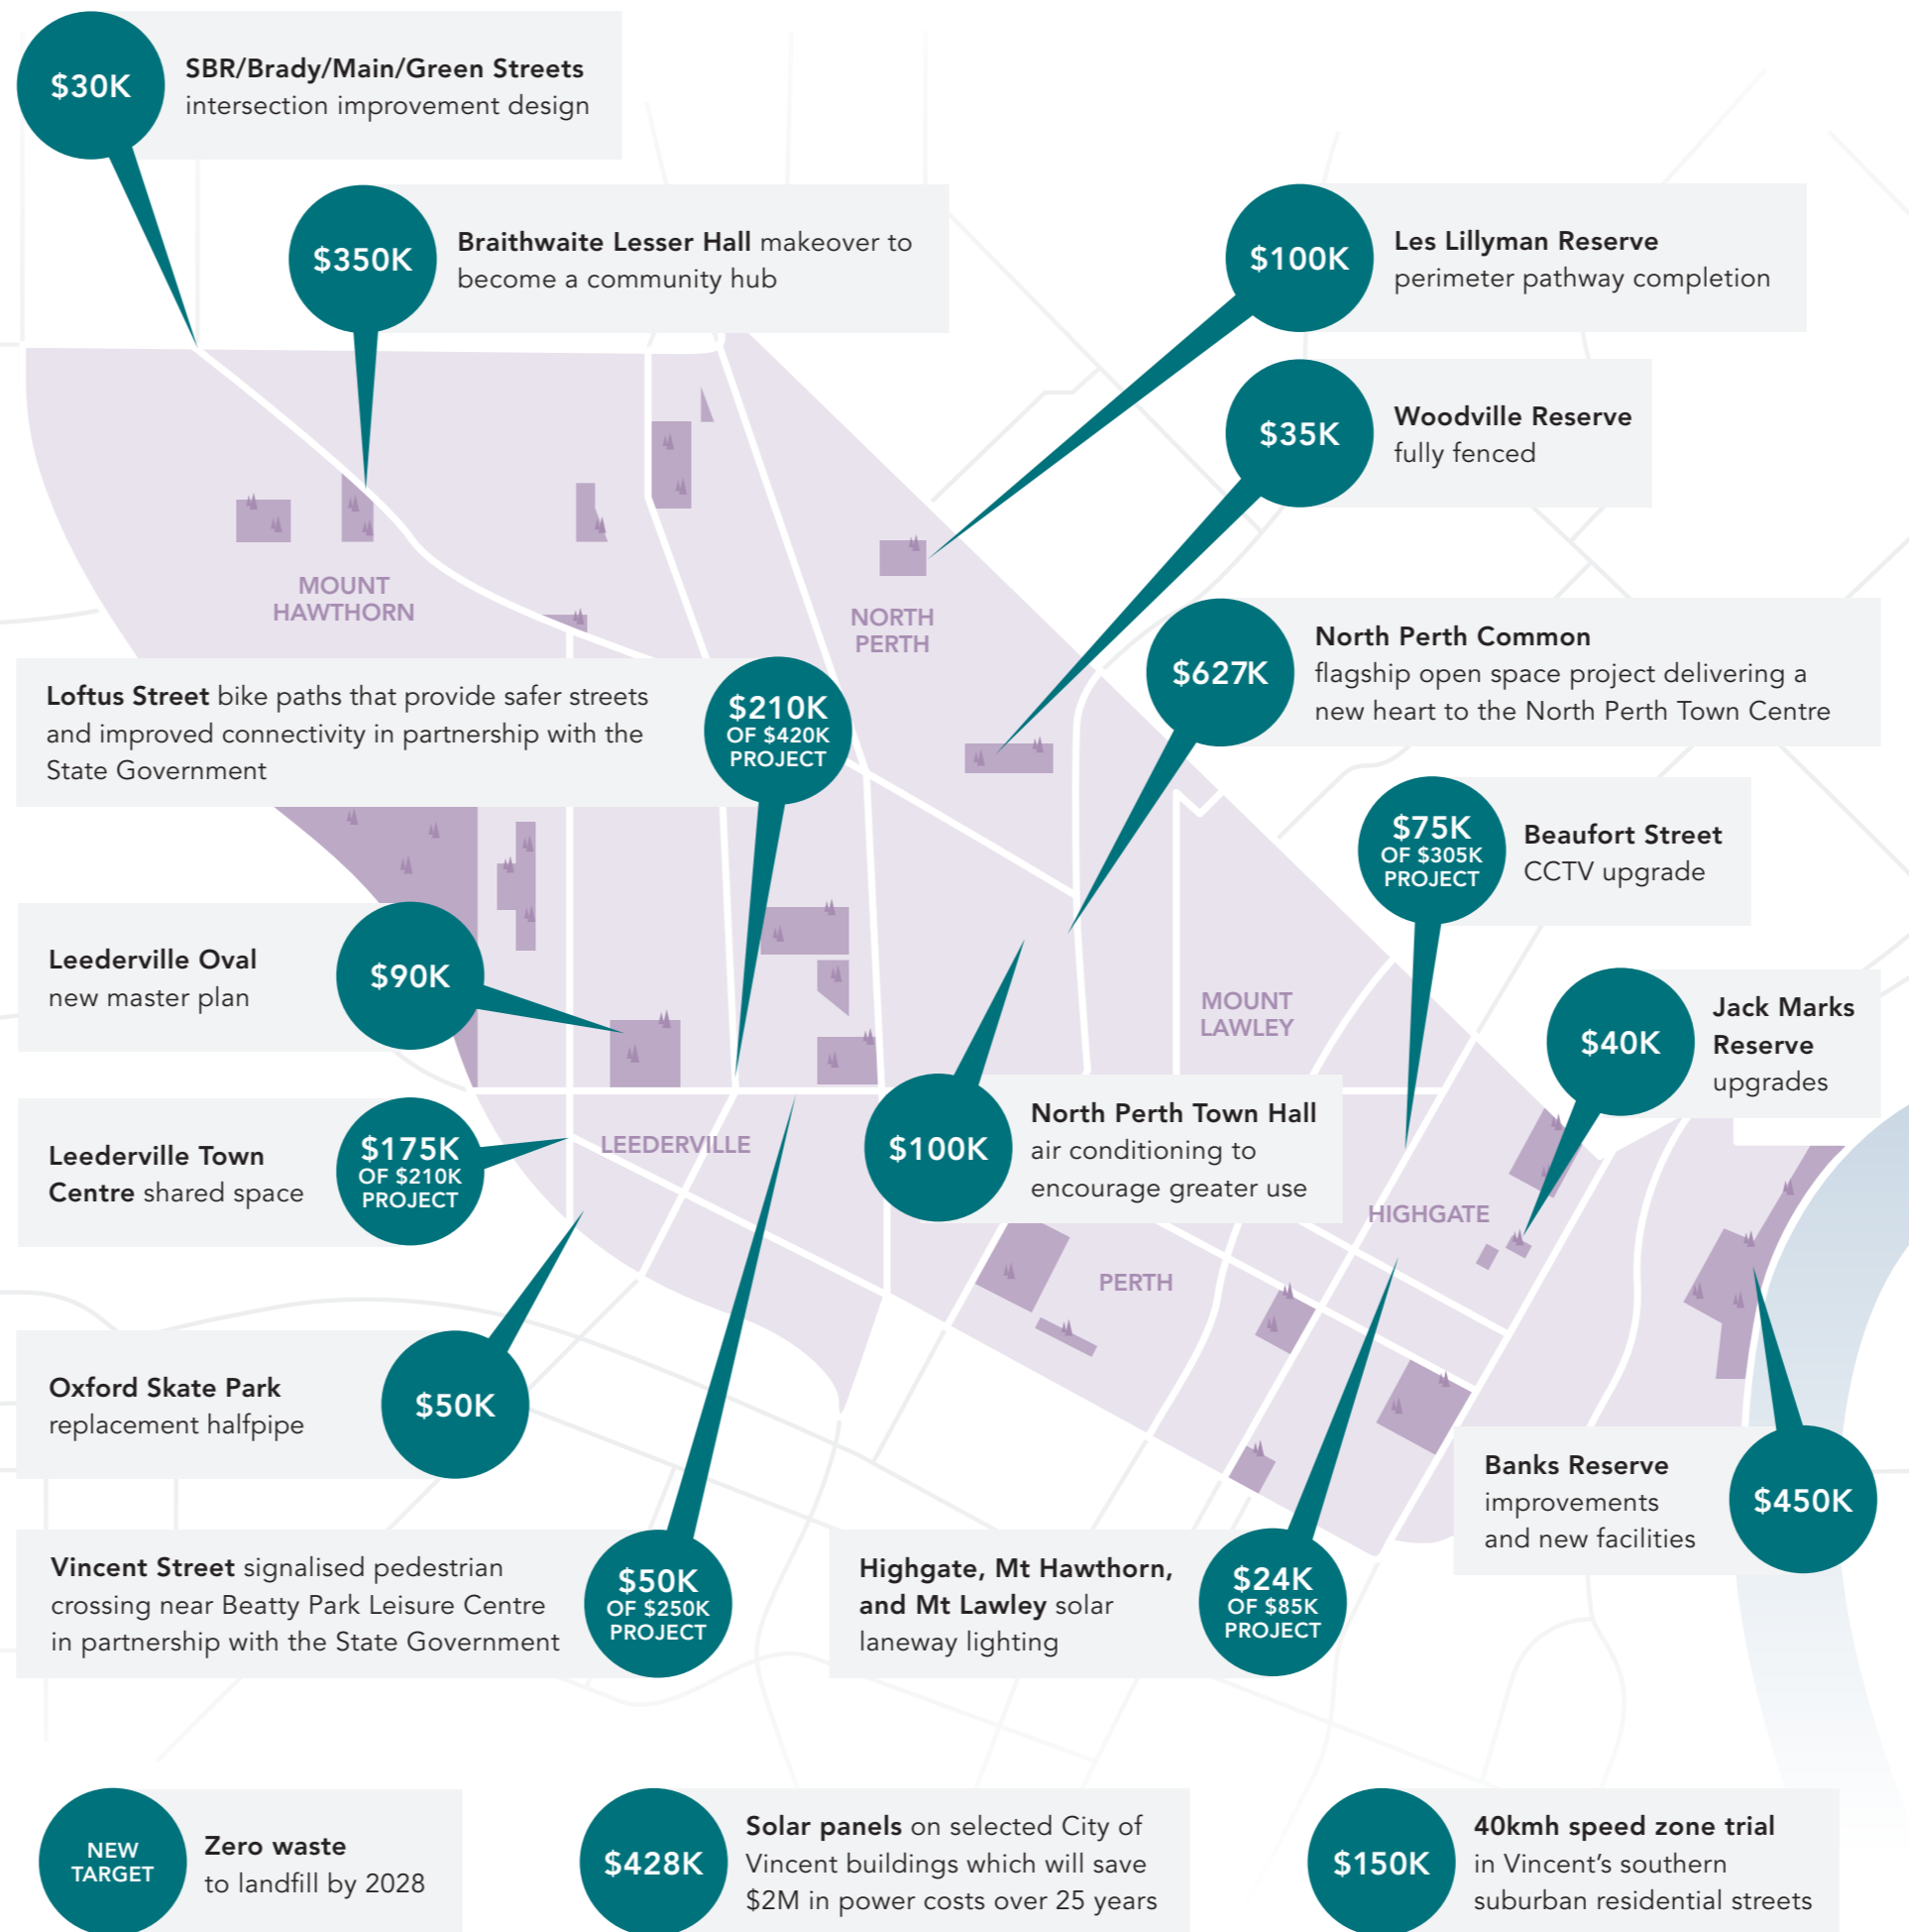 $30K
SBR/Brady/Main/Green Streets
intersection improvement design
$350K
Braithwaite Lesser Hall makeover to
become a community hub
$100K
Les Lillyman Reserve
perimeter pathway completion
$35K
Woodville Reserve
fully fenced
MOUNT
HAWTHORN
NORTH
PERTH
$627K
North Perth Common
flagship open space project delivering a
new heart to the North Perth Town Centre
Loftus Street bike paths that provide safer streets
and improved connectivity in partnership with the
State Government
$210K
OF $420K
PROJECT
$75K
OF $305K
PROJECT
Beaufort Street
CCTV upgrade
Leederville Oval
new master plan
$90K
MOUNT
LAWLEY
$40K
Jack Marks
Reserve
upgrades
Leederville Town
Centre shared space
$175K
OF $210K
PROJECT
LEEDERVILLE
$100K
North Perth Town Hall
air conditioning to
encourage greater use
HIGHGATE
PERTH
Oxford Skate Park
replacement halfpipe
$50K
Banks Reserve
improvements
and new facilities
$450K
Vincent Street signalised pedestrian
crossing near Beatty Park Leisure Centre
in partnership with the State Government
$50K
OF $250K
PROJECT
Highgate, Mt Hawthorn,
and Mt Lawley solar
laneway lighting
$24K
OF $85K
PROJECT
NEW
TARGET
Zero waste
to landfill by 2028
$428K
Solar panels on selected City of
Vincent buildings which will save
$2M in power costs over 25 years
$150K
40kmh speed zone trial
in Vincent's southern
suburban residential streets